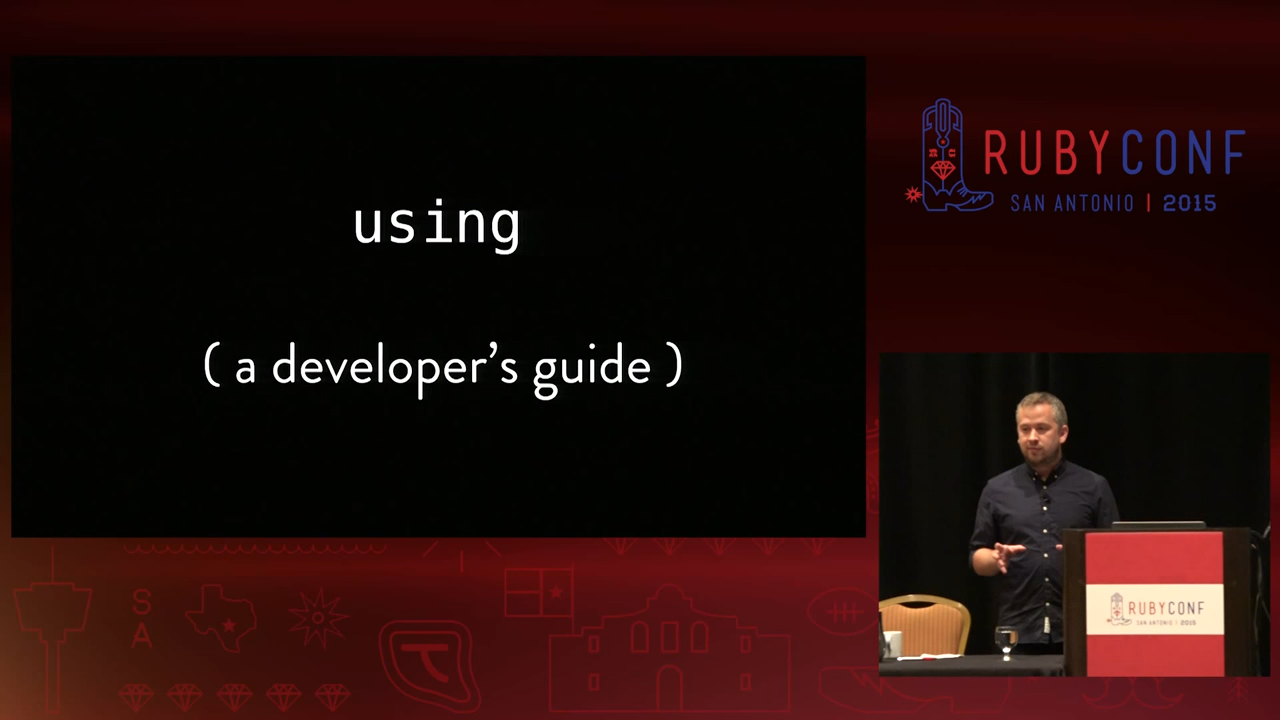 using
( a developer’s guide )
RUBYCONF
SAN ANTONIO | 2015
RUBYCONF
SAN ANTONIO | 2015
S
A